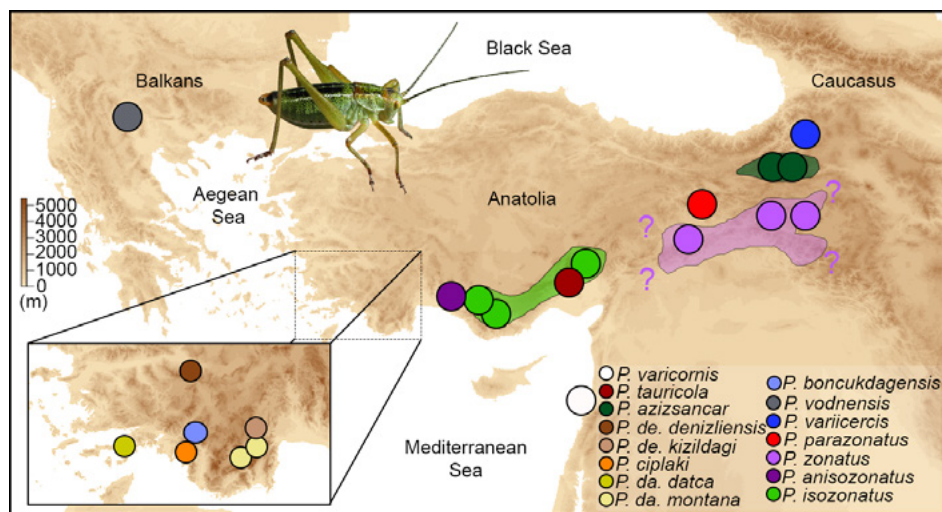 Black Sea
Balkans
Caucasus
Aegean
Sea
Anatolia
5000
4000
3000
2000
1000
0
(m)
?
?
?
?
Mediterranean
Sea
P. varicornis
P. tauricola
P. azizsancar
P. de. denizliensis
P. de. kizildagi
P. ciplaki
P. da. datca
P. da. montana
P. boncukdagensis
P. vodnensis
P. variicercis
P. parazonatus
P. zonatus
P. anisozonatus
P. isozonatus